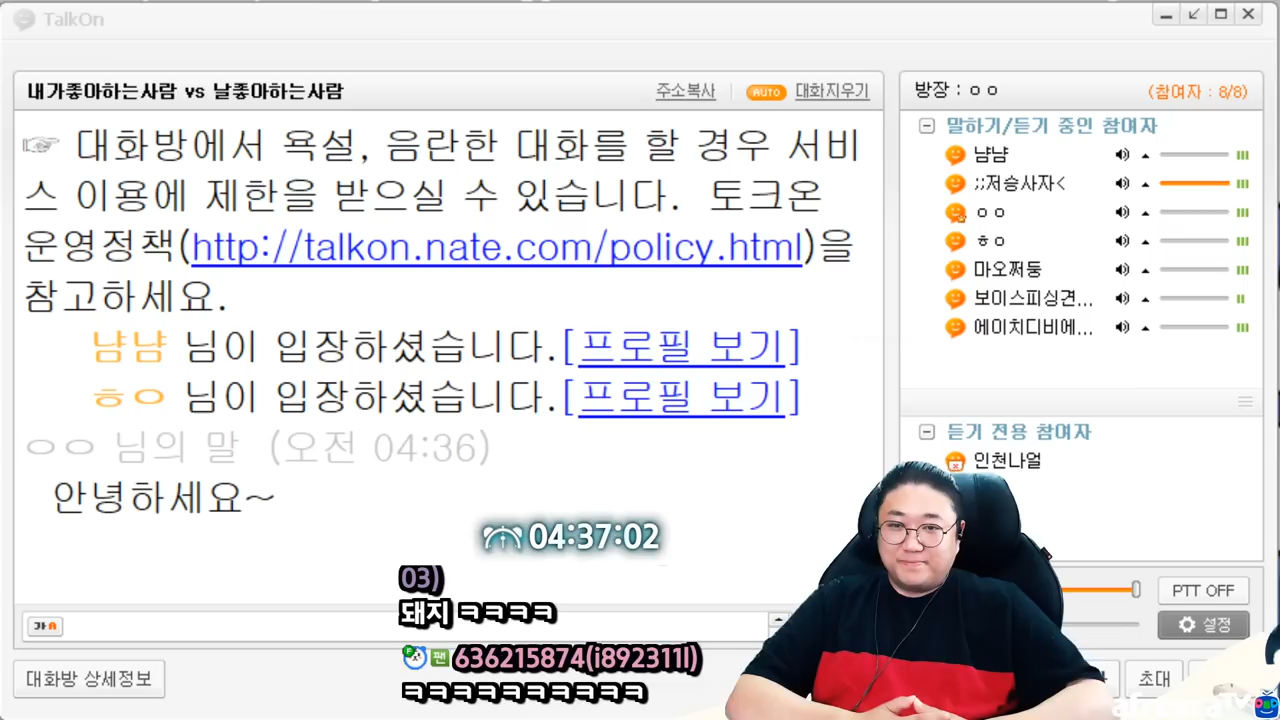 TalkOn
내가좋아하는사람 vs 날좋아하는사람
주소복사
AUTO 대화지우기
☞ 대화방에서 욕설, 음란한 대화를 할 경우 서비
스 이용에 제한을 받으실 수 있습니다. 토크온
운영정책(http://talkon.nate.com/policy.html)을
참고하세요.
냠냠 님이 입장하셨습니다.[프로필 보기]
ㅎㅇ 님이 입장하셨습니다.[프로필 보기]
ㅇㅇ 님의 말 (오전 04:36)
안녕하세요~
04:37:02
03)
돼지 ㅋㅋㅋㅋ
팬 636215874(i892311l)
ㅋㅋㅋㅋㅋㅋㅋㅋㅋㅋ
가A
대화방 상세정보
방장 : ㅇㅇ
(참여자 : 8/8)
말하기/듣기 중인 참여자
냠냠
;;저승사자<
ㅇㅇ
ㅎㅇ
마오쩌둥
보이스피싱견...
에이치디비에...
듣기 전용 참여자
인천나얼
PTT OFF
설정
초대
afreecaTV